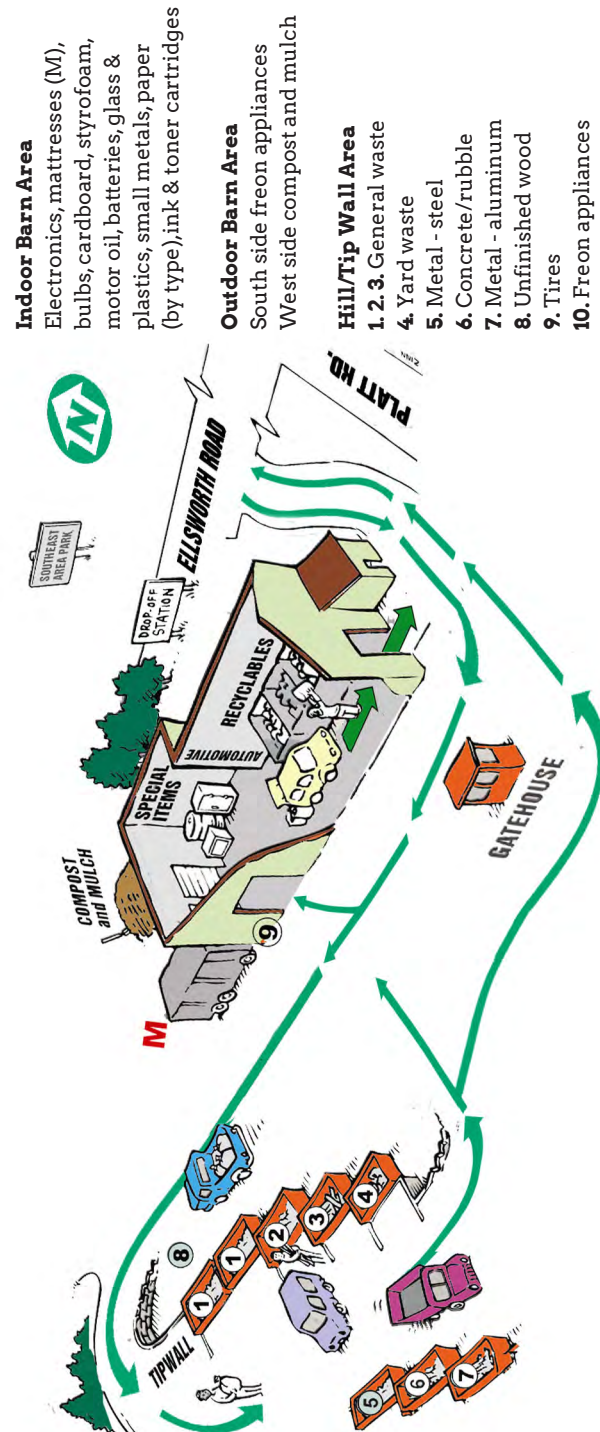 Indoor Barn Area
Electronics, mattresses (M),
bulbs, cardboard, styrofoam,
motor oil, batteries, glass &
plastics, small metals, paper
(by type), ink & toner cartridges
Outdoor Barn Area
South side freon appliances
West side compost and mulch
Hill/Tip Wall Area
1. 2. 3. General waste
4. Yard waste
5. Metal - steel
6. Concrete/rubble
7. Metal - aluminum
8. Unfinished wood
9. Tires
10. Freon appliances
N
SOUTHEAST
AREA PARK
ELLSWORTH ROAD
PLATT RD.
DROP-OFF
STATION
COMPOST
and MULCH
SPECIAL
ITEMS
AUTOMOTIVE
RECYCLABLES
M
9
GATEHOUSE
TIPWALL
8
1
1
2
3
4
5
6
7